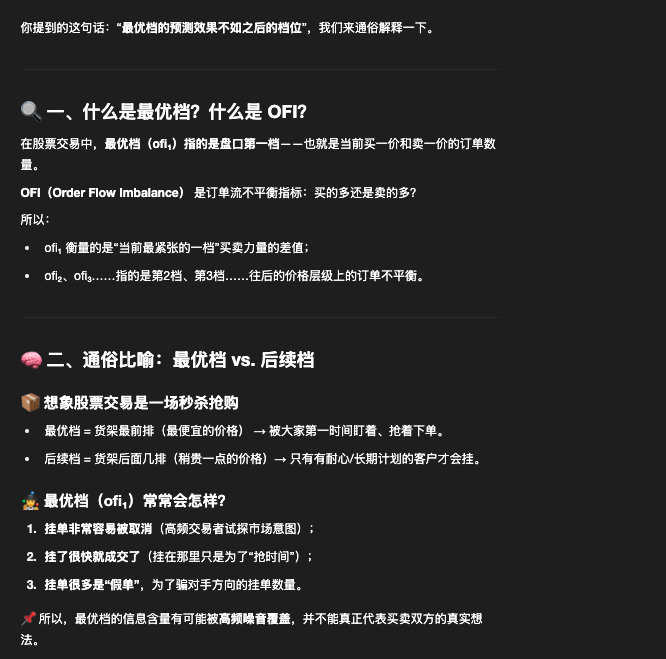 你提到的这句话：“最优档的预测效果不如之后的档位”，我们来通俗解释一下。
🔍 一、什么是最优档？什么是 OFI？
在股票交易中，最优档（ofi₁）指的是盘口第一档——也就是当前买一价和卖一价的订单数
量。
OFI（Order Flow Imbalance） 是订单流不平衡指标：买的多还是卖的多？
所以：
• ofi₁ 衡量的是“当前最紧张的一档”买卖力量的差值；
• ofi₂、ofi₃……指的是第2档、第3档……往后的价格层级上的订单不平衡。
🧠 二、通俗比喻：最优档 vs. 后续档
📦 想象股票交易是一场秒杀抢购
• 最优档 = 货架最前排（最便宜的价格） → 被大家第一时间盯着、抢着下单。
• 后续档 = 货架后面几排（稍贵一点的价格）→ 只有有耐心/长期计划的客户才会挂。
最优档（ofi₁）常常会怎样？
1. 挂单非常容易被取消（高频交易者试探市场意图）；
2. 挂了很快就成交了（挂在那里只是为了“抢时间”）；
3. 挂单很多是“假单”，为了骗对手方向的挂单数量。
📌 所以，最优档的信息含量有可能被高频噪音覆盖，并不能真正代表买卖双方的真实想
法。